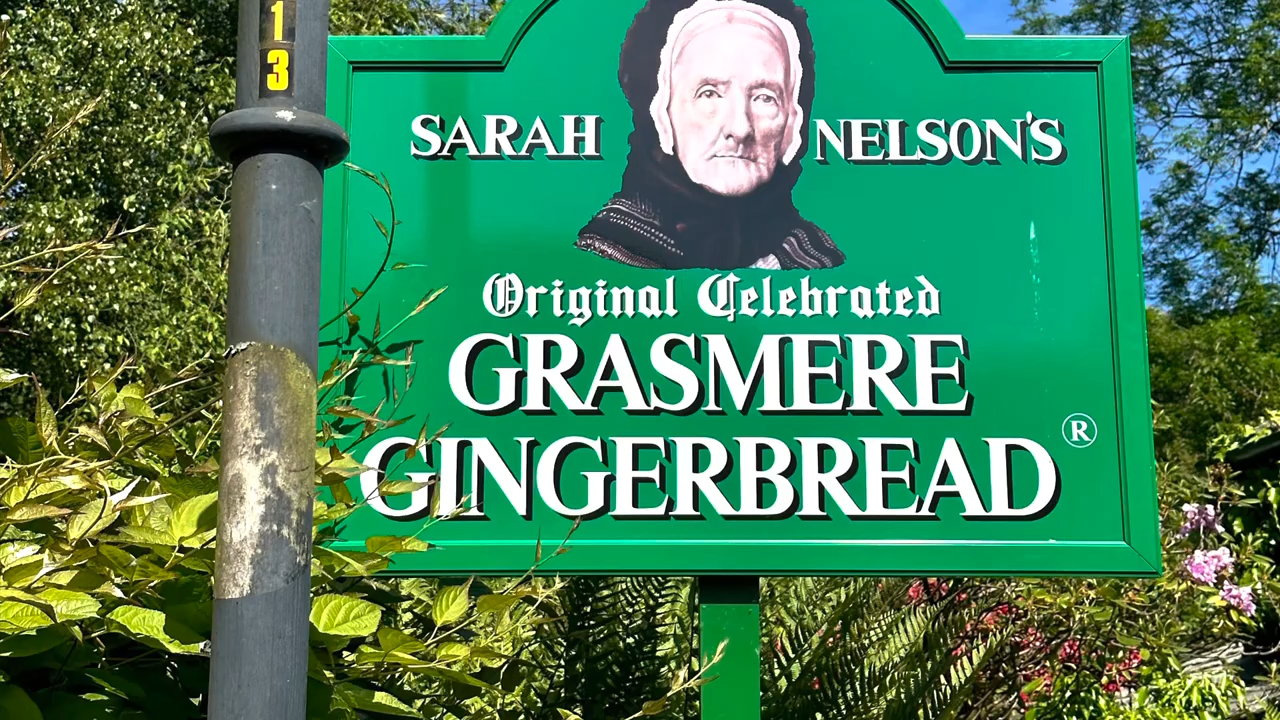 1
3
SARAH NELSON'S
Original Celebrated
GRASMERE
GINGERBREAD ®